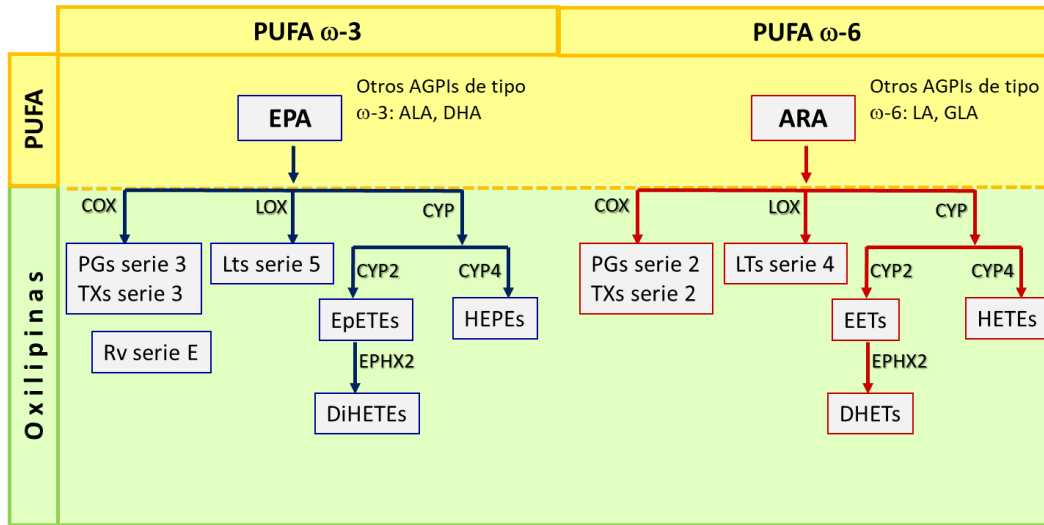 PUFA ω-3
PUFA ω-6
PUFA
Otros AGPIs de tipo
ω-3: ALA, DHA
EPA
Otros AGPIs de tipo
ω-6: LA, GLA
ARA
Oxilipinas
COX
LOX
CYP
PGs serie 3
TXs serie 3
Lts serie 5
CYP2
CYP4
EpETEs
HEPEs
Rv serie E
EPHX2
DiHETEs
COX
LOX
CYP
PGs serie 2
TXs serie 2
LTs serie 4
CYP2
CYP4
EETs
HETEs
EPHX2
DHETs